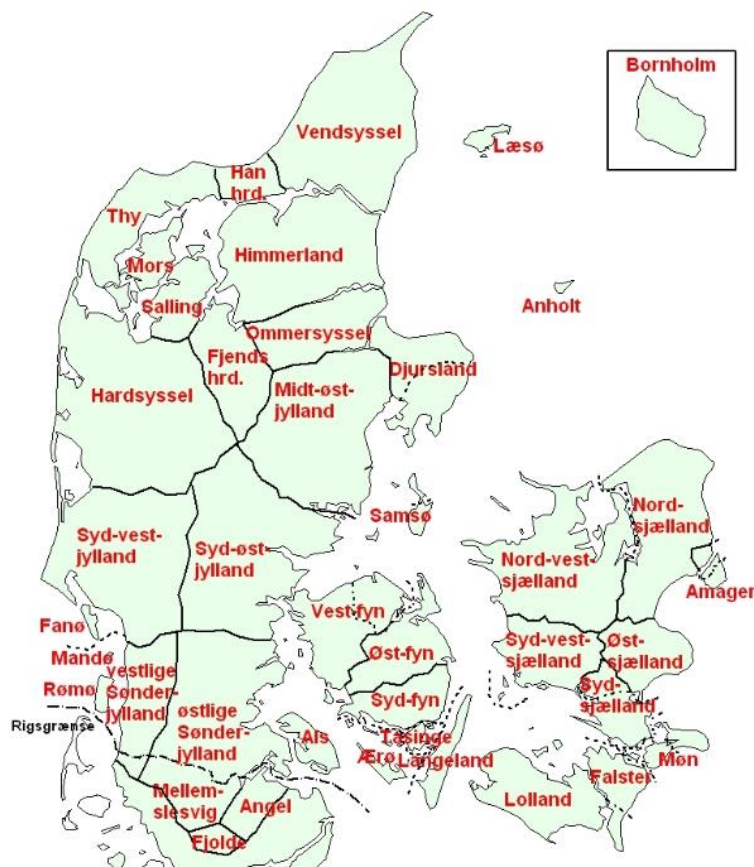 Bornholm
Vendsyssel
Læsø
Han
hrd.
Thy
Himmerland
Mors
Salling
Anholt
Ommersyssel
Fjends
hrd.
Djursland
Hardsyssel
Midt-øst-
jylland
Samsø
Nord-
sjælland
Syd-vest-
jylland
Syd-øst-
jylland
Nord-vest-
sjælland
Amager
Vest-fyn
Fanø
Øst-fyn
Syd-vest-
sjælland
Øst-
sjælland
Mandø
vestlige
Sønder-
jylland
Rømø
Syd-fyn
Syd-
sjælland
østlige
Sønder-
jylland
Rigsgrænse
Als
Tåsinge
Ærø
Langeland
Møn
Falster
Lolland
Mellem-
slesvig
Angel
Fjolde